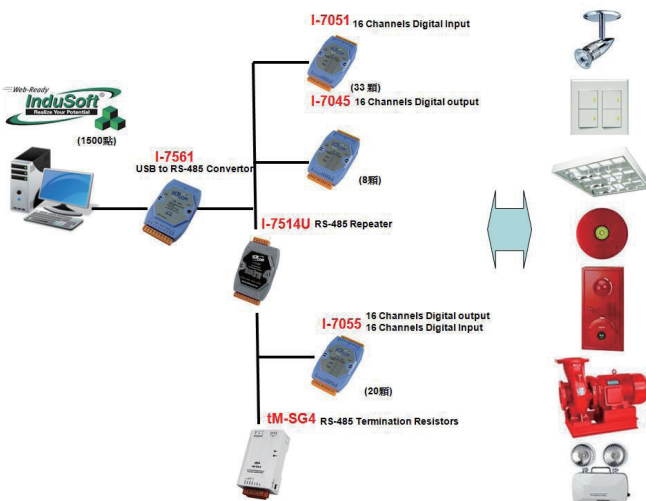 I-7051 16 Channels Digital Input
(33 顆)
I-7045 16 Channels Digital output
(8顆)
Web-Ready
InduSoft
Realize Your Potential
(1500點)
I-7561
USB to RS-485 Convertor
I-7514U RS-485 Repeater
16 Channels Digital output
I-7055 16 Channels Digital Input
(20顆)
tM-SG4 RS-485 Termination Resistors